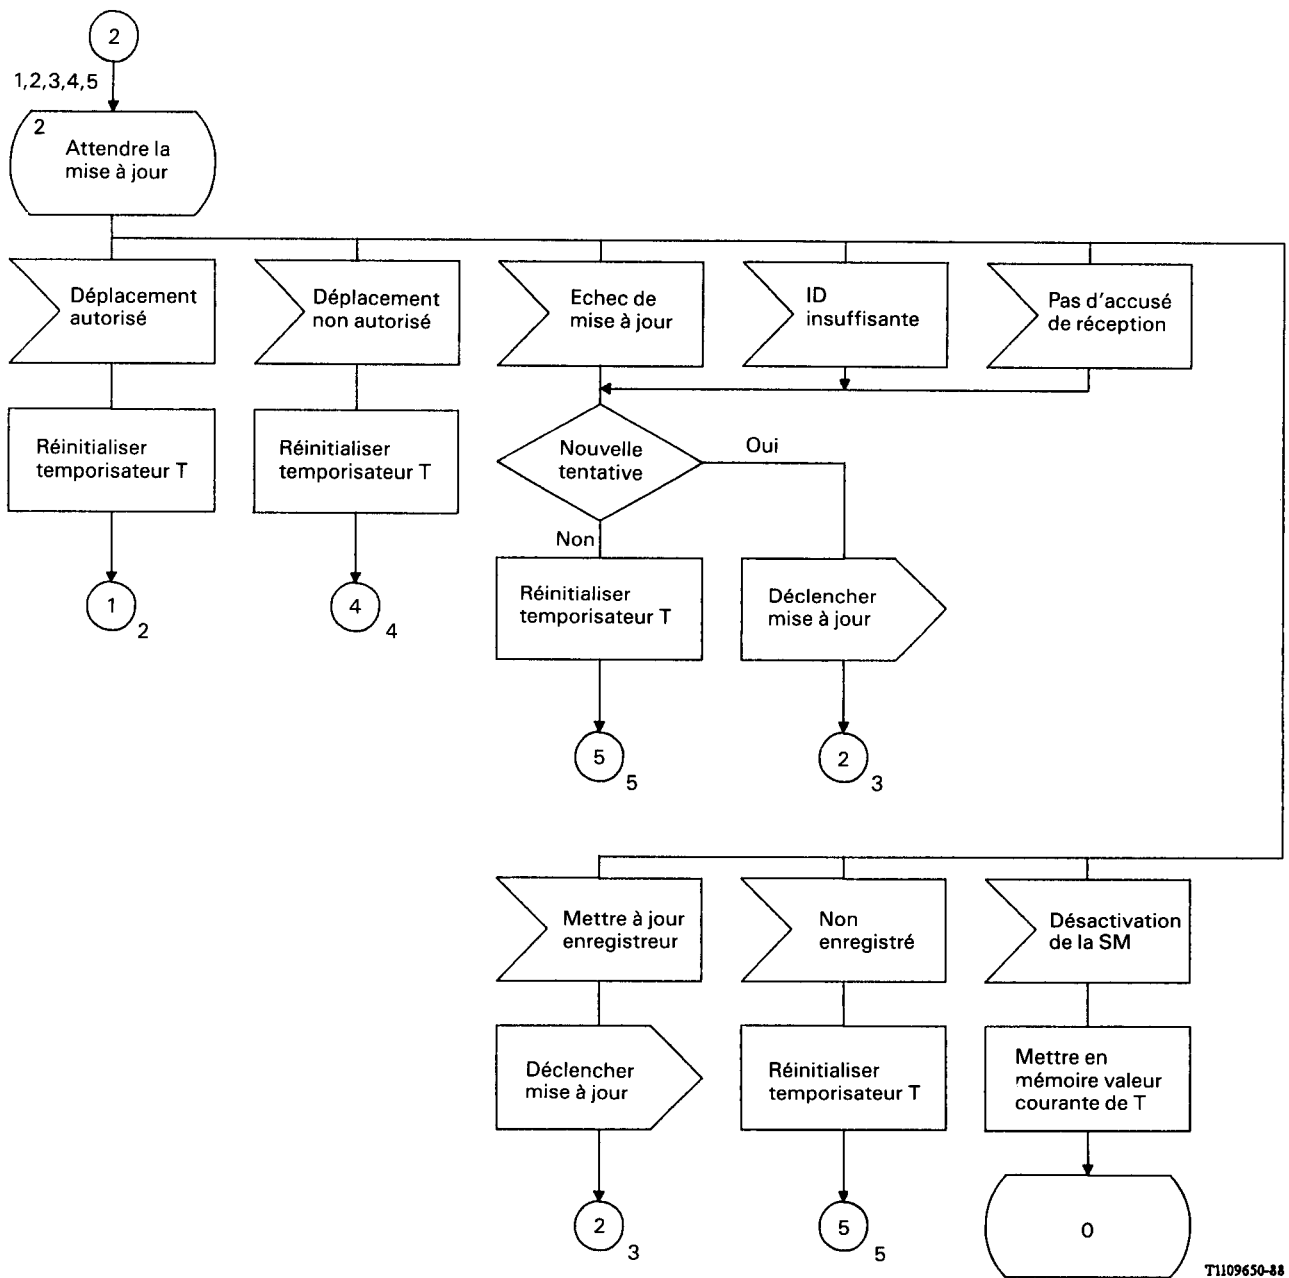 2
1,2,3,4,5
2
Attendre la
mise à jour
Déplacement
autorisé
Déplacement
non autorisé
Echec de
mise à jour
ID
insuffisante
Pas d'accusé
de réception
Réinitialiser
temporisateur T
Réinitialiser
temporisateur T
Nouvelle
tentative
Oui
Non
1
2
4
4
Réinitialiser
temporisateur T
Déclencher
mise à jour
5
5
2
3
Mettre à jour
enregistreur
Non
enregistré
Désactivation
de la SM
Déclencher
mise à jour
Réinitialiser
temporisateur T
Mettre en
mémoire valeur
courante de T
2
3
5
5
0
T1109650-88